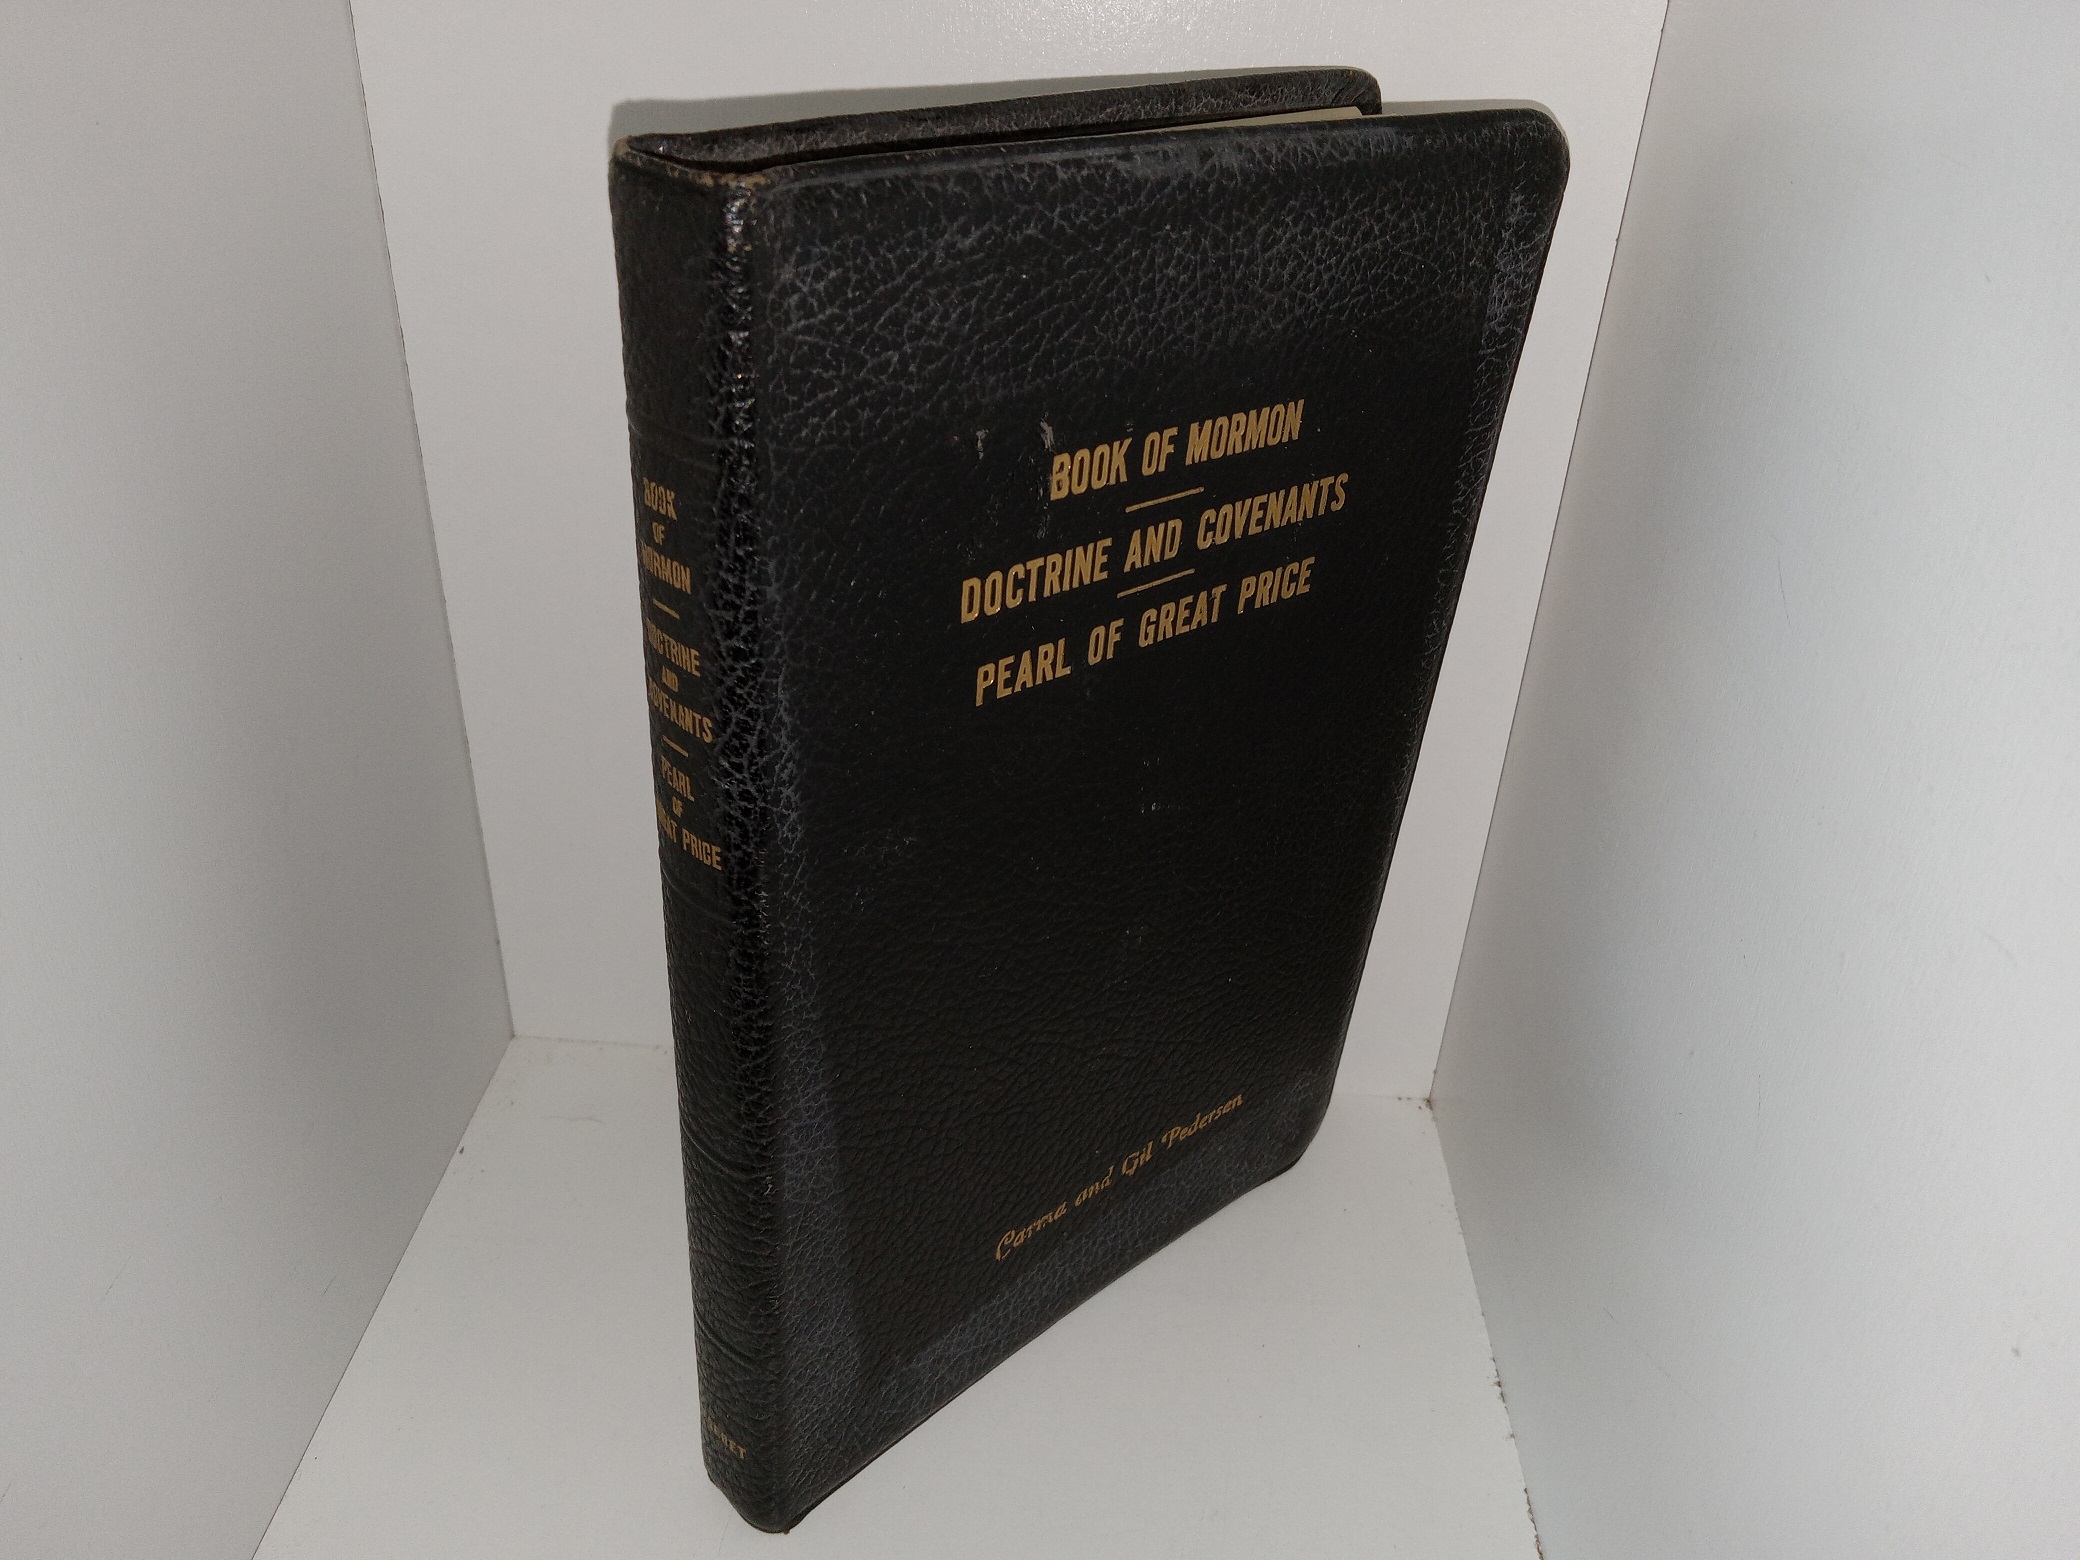 BOOK OF MORMON
DOCTRINE AND COVENANTS
PEARL OF GREAT PRICE
Carma and Gil Pedersen
BOOK
OF
MORMON
DOCTRINE
AND
COVENANTS
PEARL
OF
GREAT PRICE